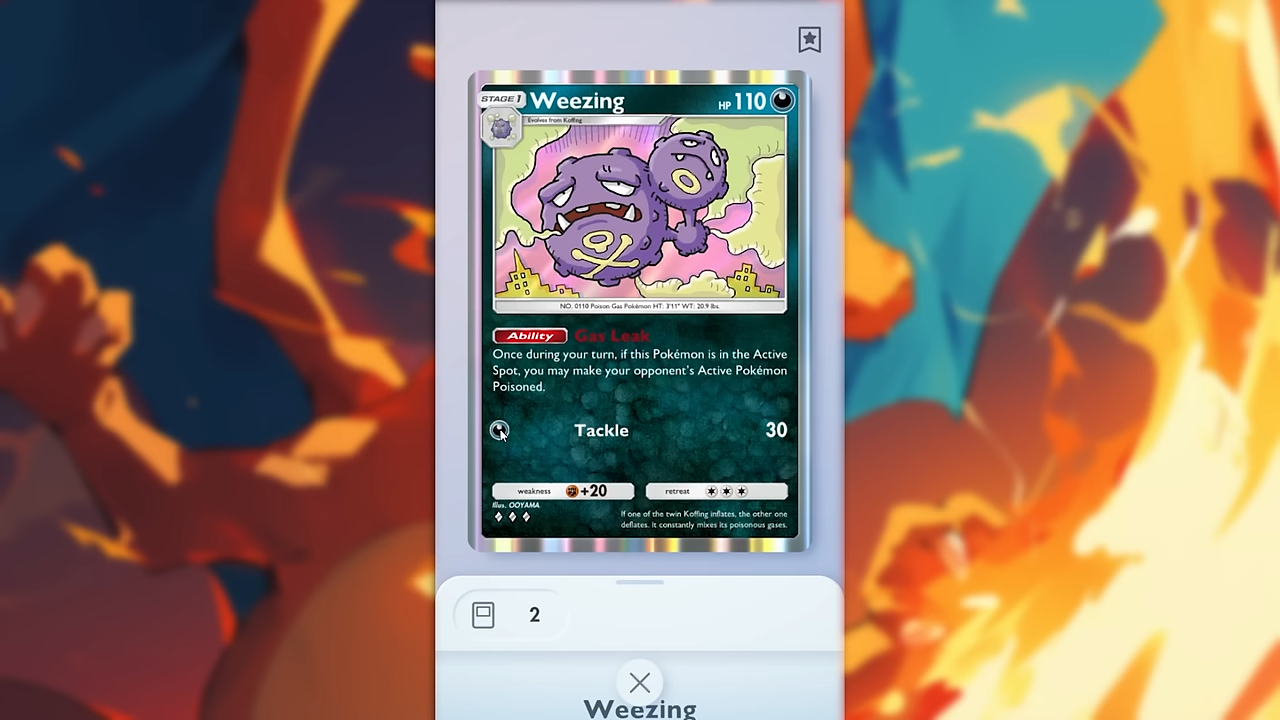 STAGE 1 Weezing HP 110
Evolves from Koffing
NO. 0110 Poison Gas Pokémon HT: 3'11" WT: 20.9 lbs.
Ability Gas Leak
Once during your turn, if this Pokémon is in the Active
Spot, you may make your opponent's Active Pokémon
Poisoned.
Tackle 30
weakness +20 retreat
Illus. OOYAMA
If one of the twin Koffing inflates, the other one
deflates. It constantly mixes its poisonous gases.
2
Weezing